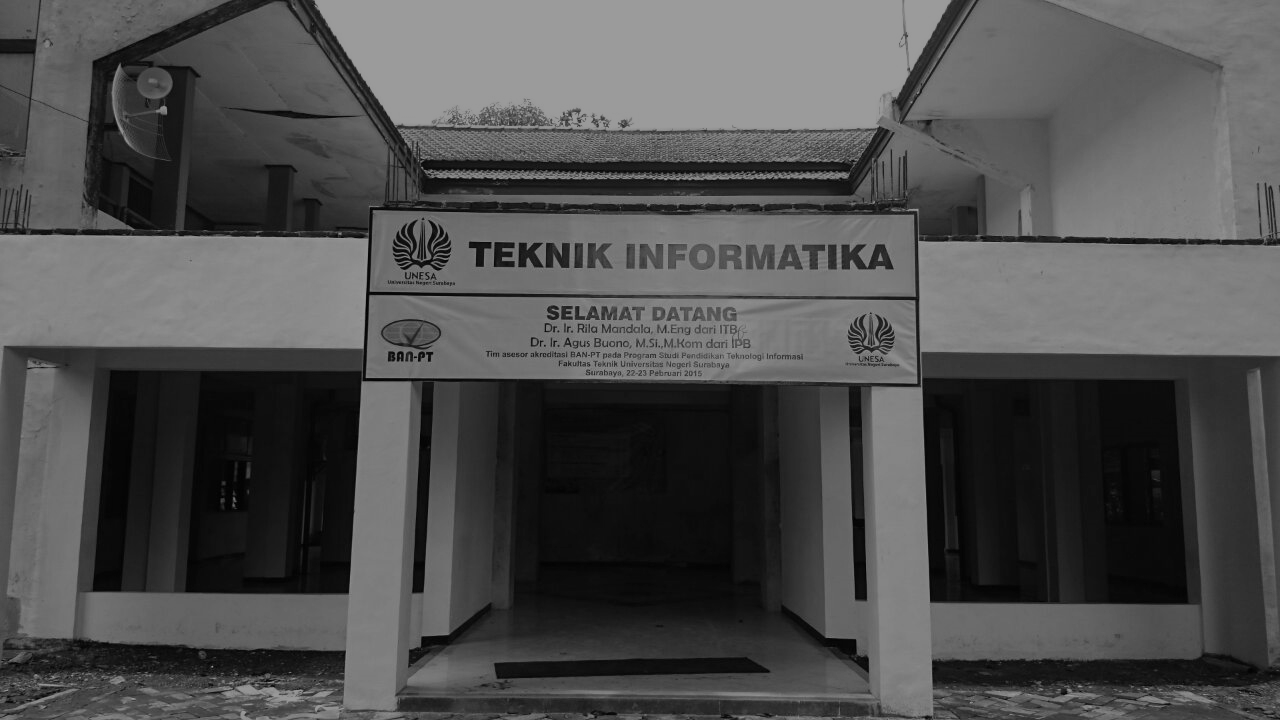 UNESA
Universitas Negeri Surabaya
TEKNIK INFORMATIKA
SELAMAT DATANG
Dr. Ir. Rila Mandala, M.Eng dari ITB
Dr. Ir. Agus Buono, M.Si.,M.Kom dari IPB
Tim asesor akreditasi BAN-PT pada Program Studi Pendidikan Teknologi Informasi
Fakultas Teknik Universitas Negeri Surabaya
Surabaya, 22-23 Pebruari 2015
BAN-PT
UNESA
Universitas Negeri Surabaya